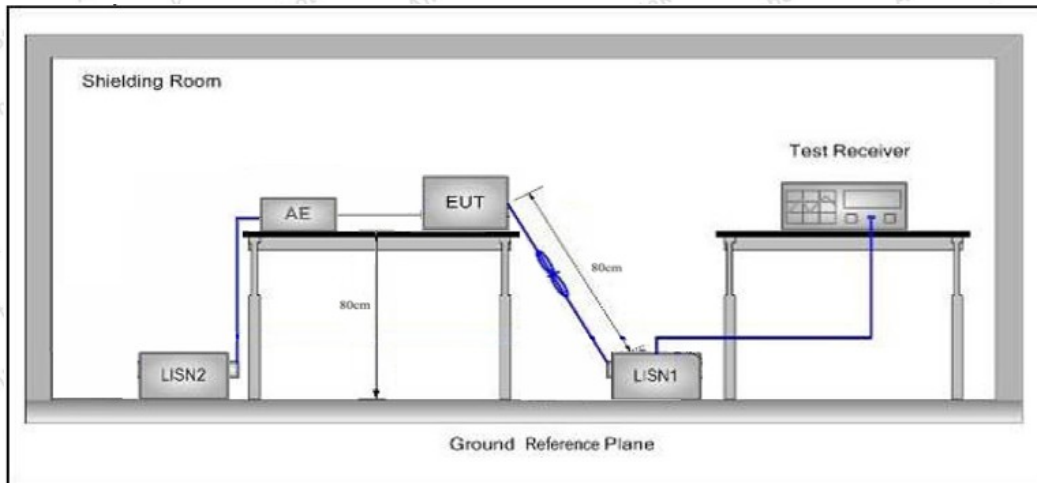 Shielding Room
Test Receiver
AE
EUT
80cm
80cm
LISN2
LISN1
Ground Reference Plane